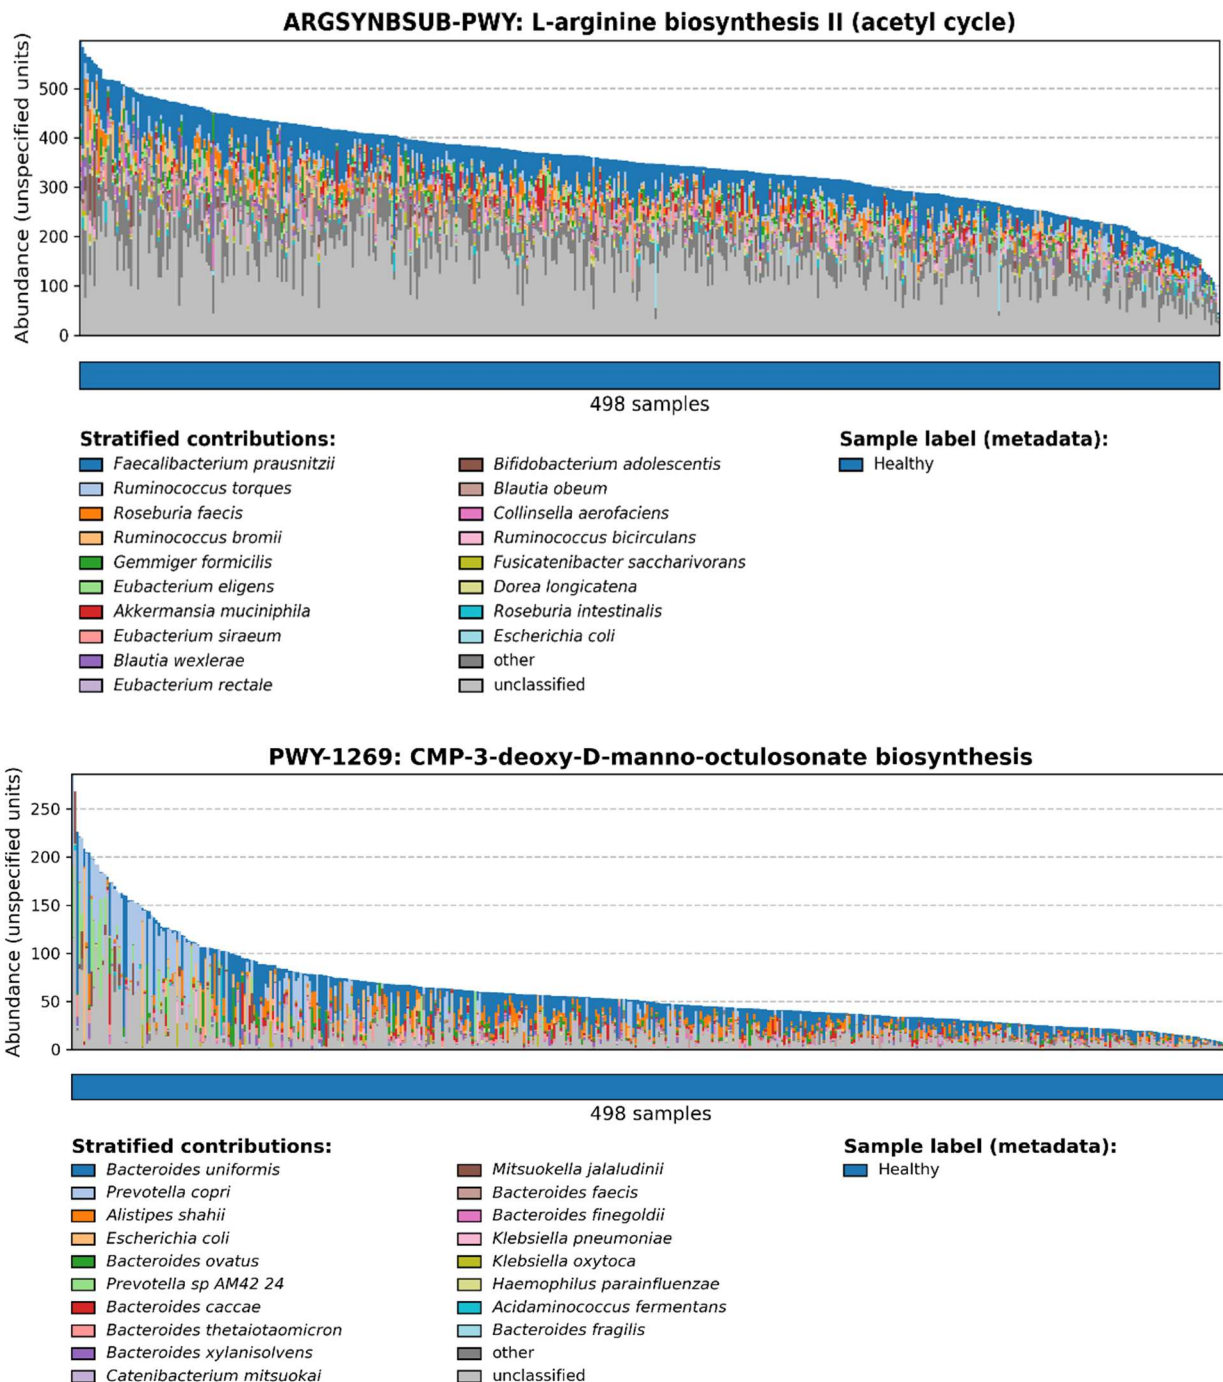 ARGSYNBSUB-PWY: L-arginine biosynthesis II (acetyl cycle)
Abundance (unspecified units)
500
400
300
200
100
0
498 samples
Stratified contributions:
Faecalibacterium prausnitzii
Ruminococcus torques
Roseburia faecis
Ruminococcus bromii
Gemmiger formicilis
Eubacterium eligens
Akkermansia muciniphila
Eubacterium siraeum
Blautia wexlerae
Eubacterium rectale
Bifidobacterium adolescentis
Blautia obeum
Collinsella aerofaciens
Ruminococcus bicirculans
Fusicatenibacter saccharivorans
Dorea longicatena
Roseburia intestinalis
Escherichia coli
other
unclassified
Sample label (metadata):
Healthy
PWY-1269: CMP-3-deoxy-D-manno-octulosonate biosynthesis
Abundance (unspecified units)
250
200
150
100
50
0
498 samples
Stratified contributions:
Bacteroides uniformis
Prevotella copri
Alistipes shahii
Escherichia coli
Bacteroides ovatus
Prevotella sp AM42 24
Bacteroides caccae
Bacteroides thetaiotaomicron
Bacteroides xylanisolvens
Catenibacterium mitsuokai
Mitsuokella jalaludinii
Bacteroides faecis
Bacteroides finegoldii
Klebsiella pneumoniae
Klebsiella oxytoca
Haemophilus parainfluenzae
Acidaminococcus fermentans
Bacteroides fragilis
other
unclassified
Sample label (metadata):
Healthy